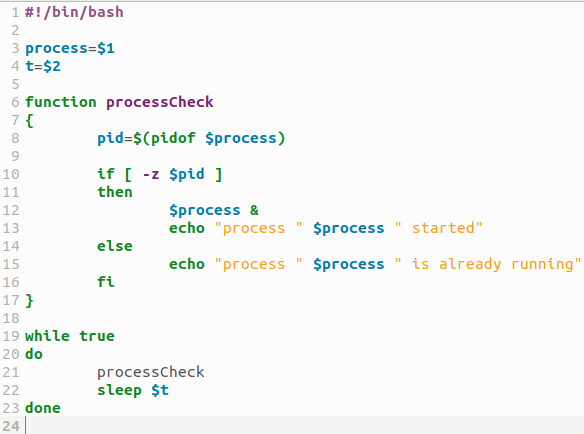 1 #!/bin/bash
2
3 process=$1
4 t=$2
5
6 function processCheck
7 {
8         pid=$(pidof $process)
9
10         if [ -z $pid ]
11         then
12                 $process &
13                 echo "process " $process " started"
14         else
15                 echo "process " $process " is already running"
16         fi
17 }
18
19 while true
20 do
21         processCheck
22         sleep $t
23 done
24